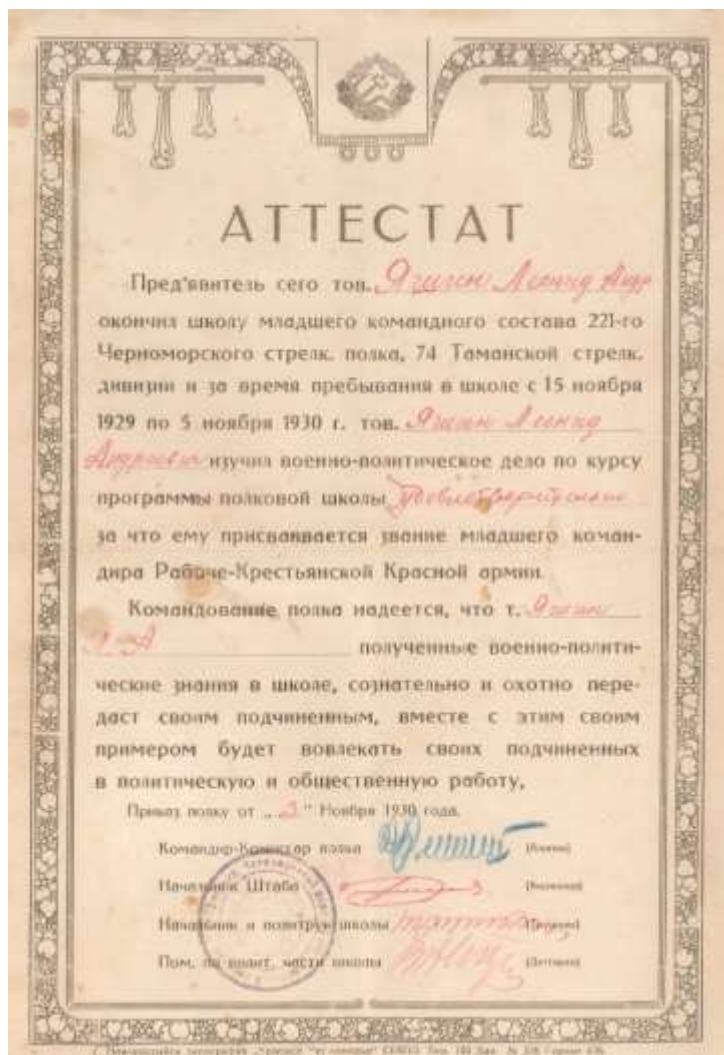 АТТЕСТАТ
Пред'явитель сего тов. Ягшин Леонид Андр
окончил школу младшего командного состава 221-го
Черноморского стрелк. полка, 74 Таманской стрелк.
дивизии и за время пребывания в школе с 15 ноября
1929 по 5 ноября 1930 г. тов. Леонид
Андреевич изучил военно-политическое дело по курсу
программы полковой школы удовлетворительно
за что ему присваивается звание младшего коман-
дира Рабоче-Крестьянской Красной армии.
Командование полка надеется, что т.
Л А полученные военно-полити-
ческие знания в школе, сознательно и охотно пере-
даст своим подчиненным, вместе с этим своим
примером будет вовлекать своих подчиненных
в политическую и общественную работу.
Приказ полку от „5" Ноября 1930 года.
Командир-Комиссар полка
Начальник Штаба
Начальник и политрук школы
Пом. по полит. части школы